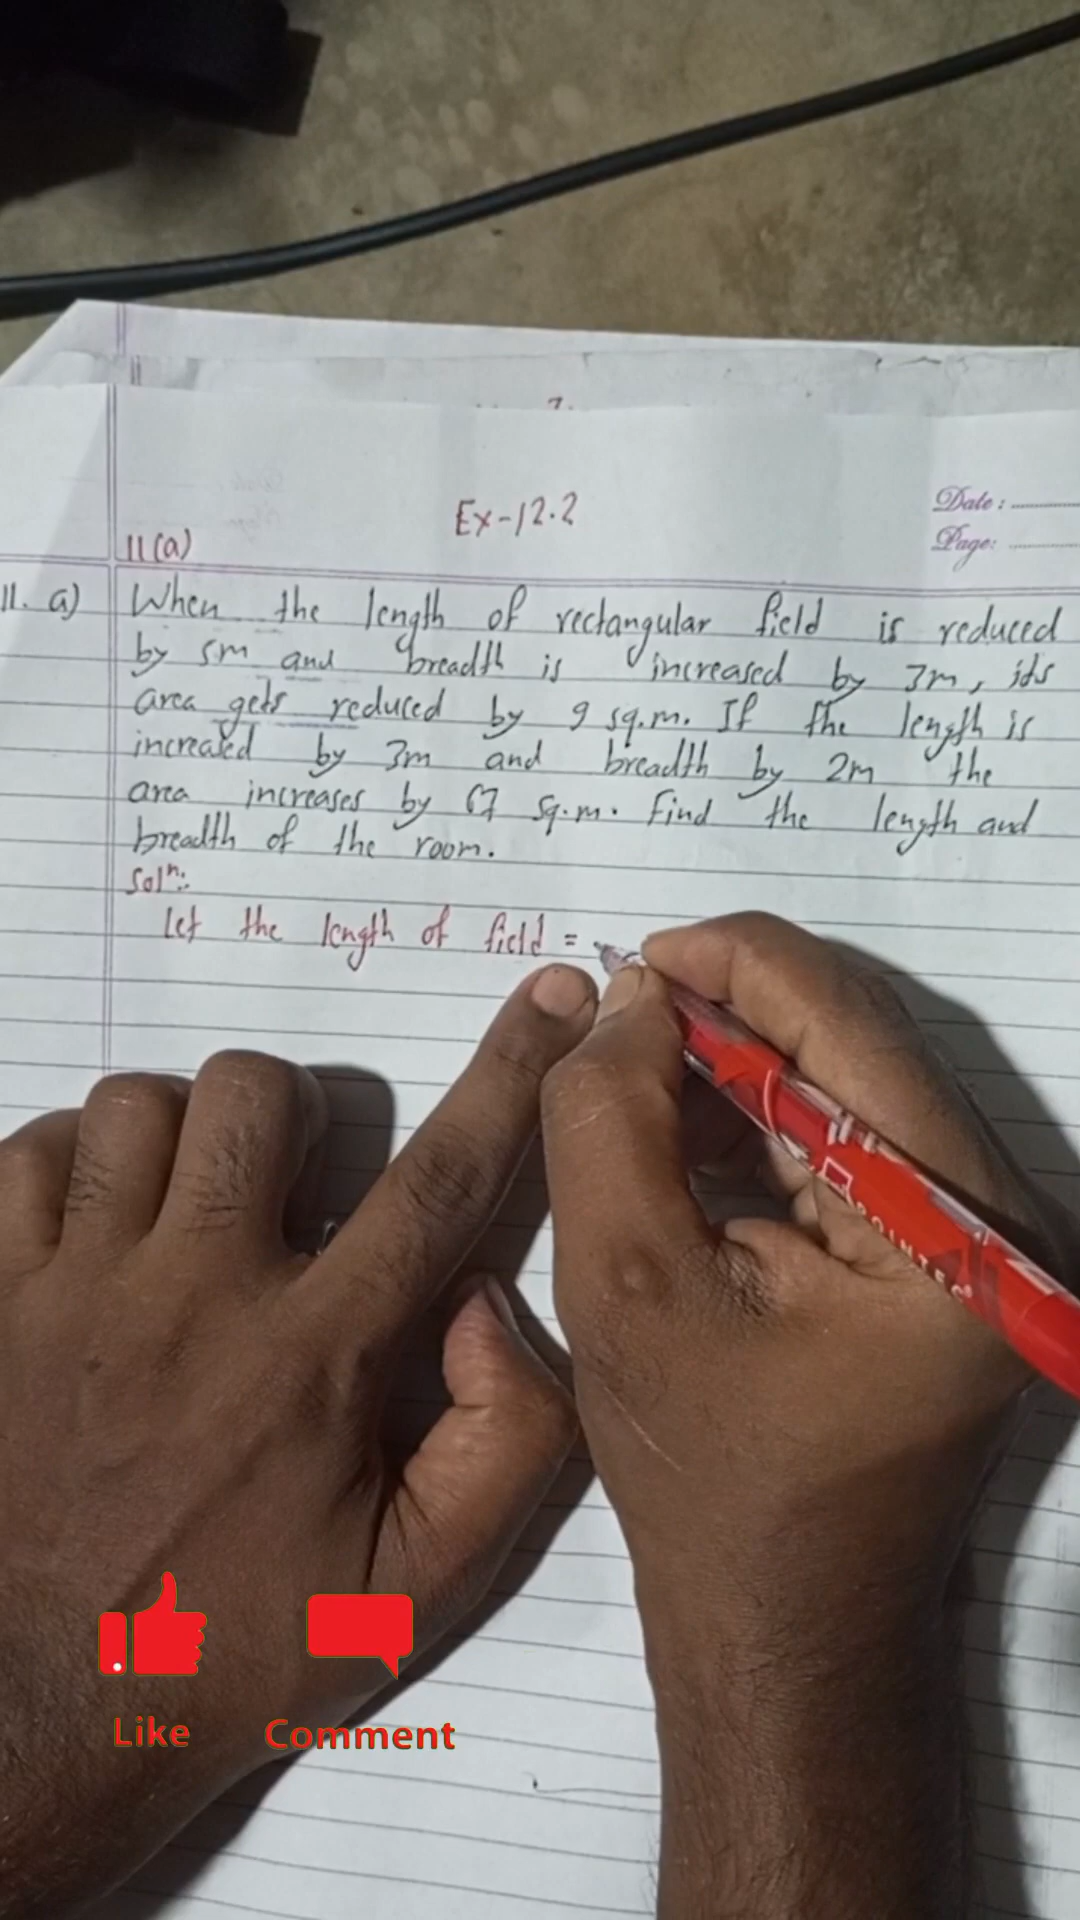 Ex-12.2
Date:
Page:
11(a)
11. a) When the length of rectangular field is reduced
by 5m and breadth is increased by 3m, its
area gets reduced by 9 sq.m. If the length is
increased by 3m and breadth by 2m the
area increases by 67 sq.m. Find the length and
breadth of the room.
Solⁿ:
Let the length of field =
POINTEC
Like
Comment